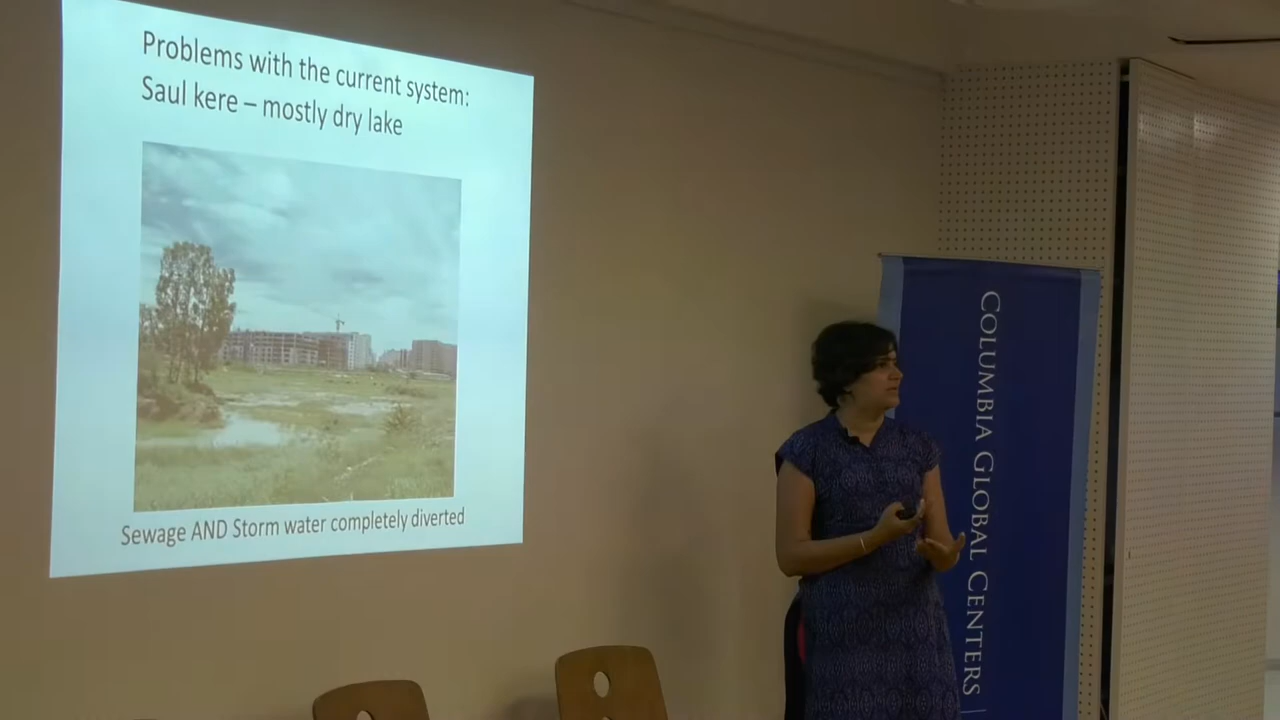 Problems with the current system:
Saul kere – mostly dry lake
Sewage AND Storm water completely diverted
COLUMBIA GLOBAL CENTERS |